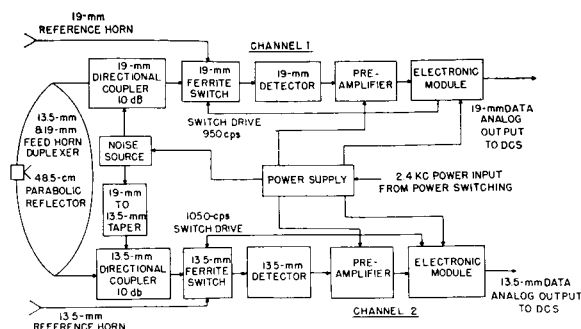 19-mm
REFERENCE HORN
CHANNEL 1
19-mm
DIRECTIONAL
COUPLER
10 dB
19-mm
FERRITE
SWITCH
19-mm
DETECTOR
PRE-
AMPLIFIER
ELECTRONIC
MODULE
SWITCH DRIVE
950 cps
19-mm DATA
ANALOG
OUTPUT
TO DCS
13.5-mm
& 19-mm
FEED HORN
DUPLEXER
48.5-cm
PARABOLIC
REFLECTOR
NOISE
SOURCE
POWER SUPPLY
2.4 KC POWER INPUT
FROM POWER SWITCHING
19-mm
TO
13.5-mm
TAPER
1050-cps
SWITCH DRIVE
13.5-mm
DIRECTIONAL
COUPLER
10 db
13.5-mm
FERRITE
SWITCH
13.5-mm
DETECTOR
PRE-
AMPLIFIER
ELECTRONIC
MODULE
13.5-mm DATA
ANALOG OUTPUT
TO DCS
13.5-mm
REFERENCE HORN
CHANNEL 2